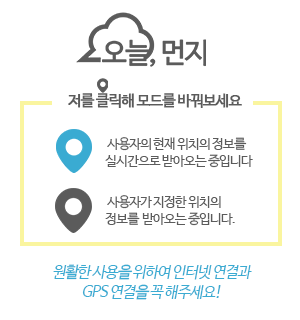 오늘, 먼지
저를 클릭해 모드를 바꿔보세요
사용자의 현재 위치의 정보를
실시간으로 받아오는 중입니다
사용자가 지정한 위치의
정보를 받아오는 중입니다.
원활한 사용을 위하여 인터넷 연결과
GPS 연결을 꼭 해주세요!